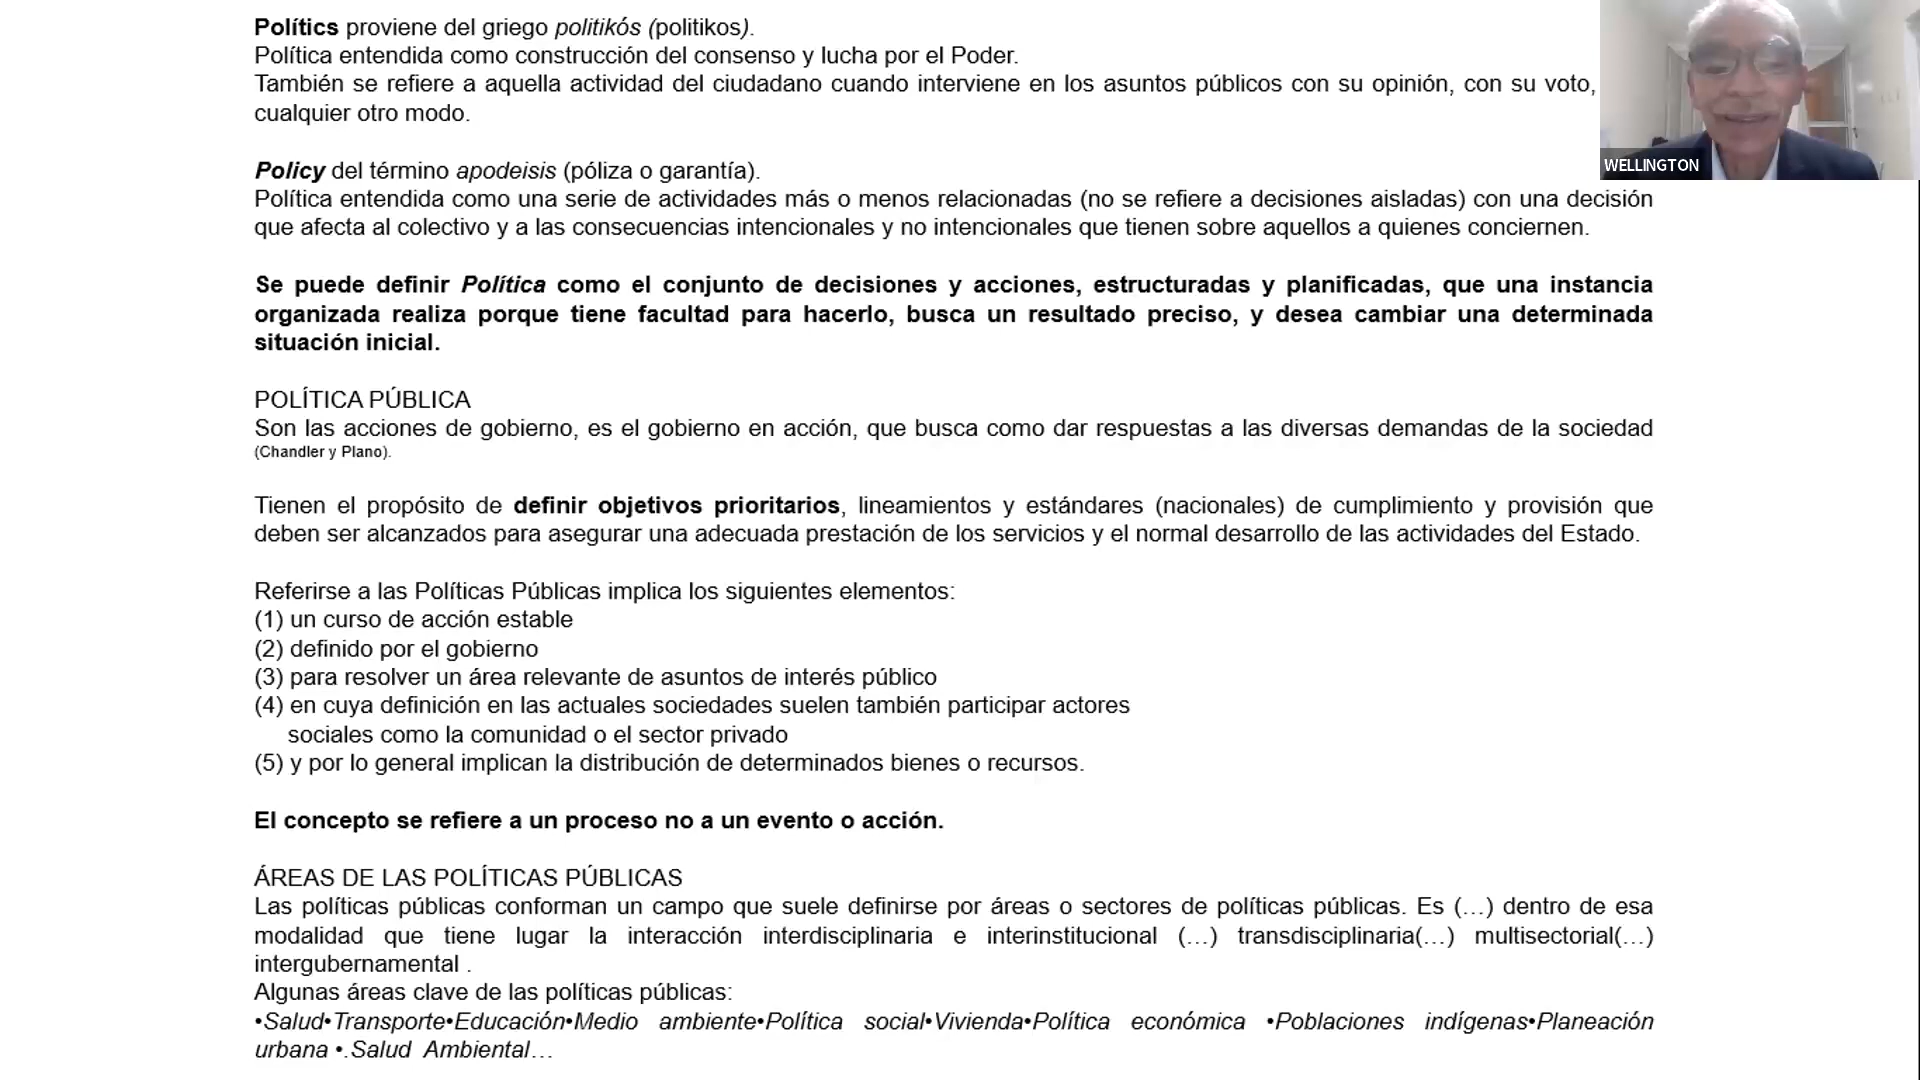 Polítics proviene del griego politikós (politikos).
Política entendida como construcción del consenso y lucha por el Poder.
También se refiere a aquella actividad del ciudadano cuando interviene en los asuntos públicos con su opinión, con su voto,
cualquier otro modo.
WELLINGTON
Policy del término apodeisis (póliza o garantía).
Política entendida como una serie de actividades más o menos relacionadas (no se refiere a decisiones aisladas) con una decisión
que afecta al colectivo y a las consecuencias intencionales y no intencionales que tienen sobre aquellos a quienes conciernen.
Se puede definir Política como el conjunto de decisiones y acciones, estructuradas y planificadas, que una instancia
organizada realiza porque tiene facultad para hacerlo, busca un resultado preciso, y desea cambiar una determinada
situación inicial.
POLÍTICA PÚBLICA
Son las acciones de gobierno, es el gobierno en acción, que busca como dar respuestas a las diversas demandas de la sociedad
(Chandler y Plano).
Tienen el propósito de definir objetivos prioritarios, lineamientos y estándares (nacionales) de cumplimiento y provisión que
deben ser alcanzados para asegurar una adecuada prestación de los servicios y el normal desarrollo de las actividades del Estado.
Referirse a las Políticas Públicas implica los siguientes elementos:
(1) un curso de acción estable
(2) definido por el gobierno
(3) para resolver un área relevante de asuntos de interés público
(4) en cuya definición en las actuales sociedades suelen también participar actores
sociales como la comunidad o el sector privado
(5) y por lo general implican la distribución de determinados bienes o recursos.
El concepto se refiere a un proceso no a un evento o acción.
ÁREAS DE LAS POLÍTICAS PÚBLICAS
Las políticas públicas conforman un campo que suele definirse por áreas o sectores de políticas públicas. Es (…) dentro de esa
modalidad que tiene lugar la interacción interdisciplinaria e interinstitucional (…) transdisciplinaria(…) multisectorial(…)
intergubernamental .
Algunas áreas clave de las políticas públicas:
•Salud•Transporte•Educación•Medio ambiente•Política social•Vivienda•Política económica •Poblaciones indígenas•Planeación
urbana •.Salud Ambiental…